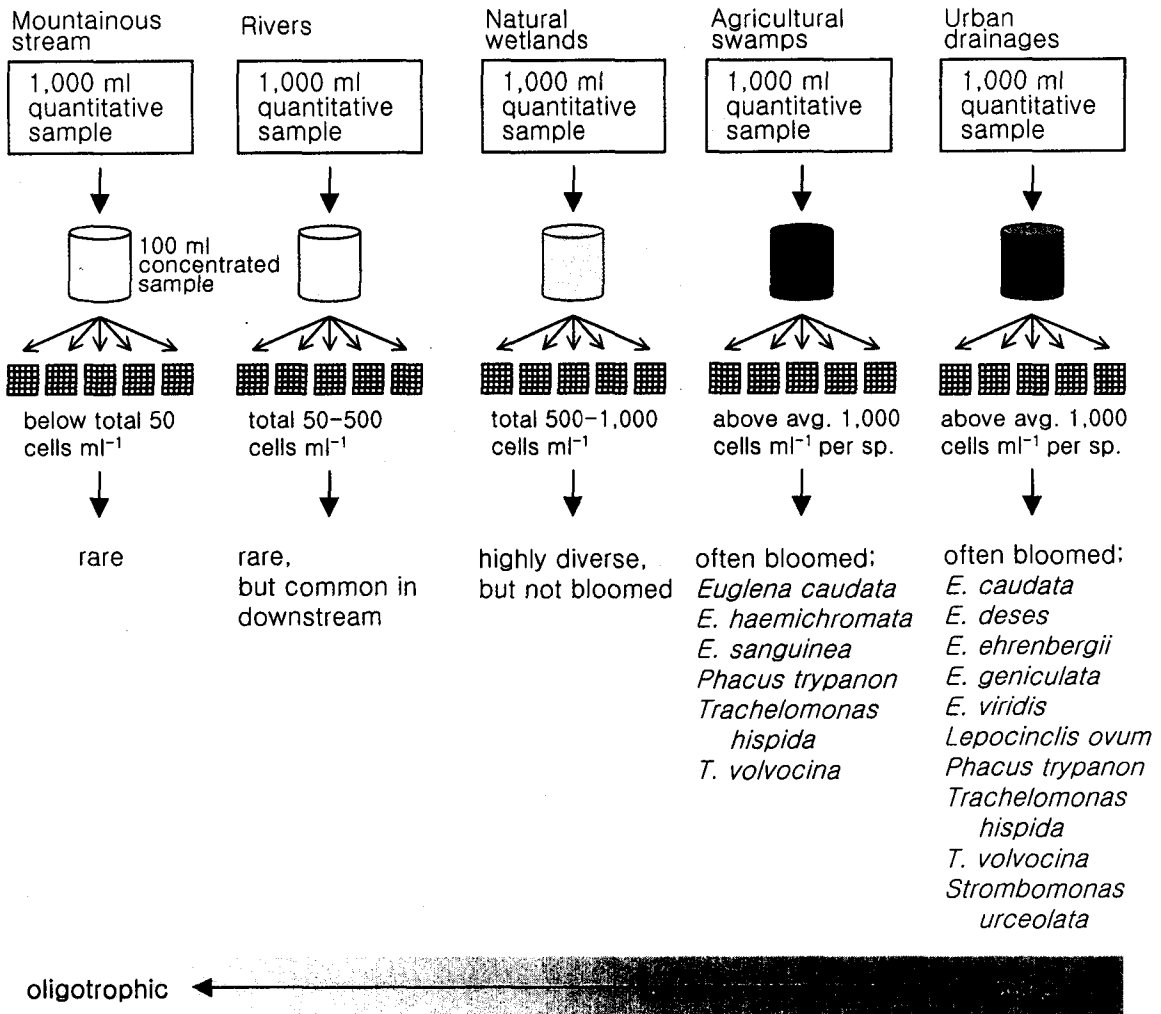 Mountainous
stream
1,000 ml
quantitative
sample
100 ml
concentrated
sample
below total 50
cells ml⁻¹
rare
Rivers
1,000 ml
quantitative
sample
total 50-500
cells ml⁻¹
rare,
but common in
downstream
Natural
wetlands
1,000 ml
quantitative
sample
total 500-1,000
cells ml⁻¹
highly diverse,
but not bloomed
Agricultural
swamps
1,000 ml
quantitative
sample
above avg. 1,000
cells ml⁻¹ per sp.
often bloomed;
Euglena caudata
E. haemichromata
E. sanguinea
Phacus trypanon
Trachelomonas
hispida
T. volvocina
Urban
drainages
1,000 ml
quantitative
sample
above avg. 1,000
cells ml⁻¹ per sp.
often bloomed;
E. caudata
E. deses
E. ehrenbergii
E. geniculata
E. viridis
Lepocinclis ovum
Phacus trypanon
Trachelomonas
hispida
T. volvocina
Strombomonas
urceolata
oligotrophic